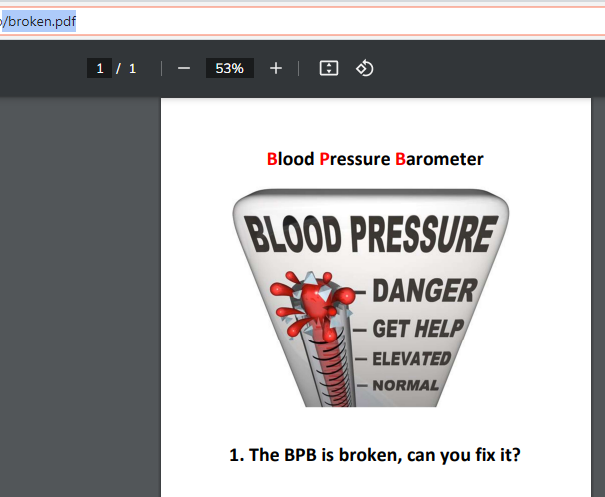 /broken.pdf
1 / 1 53%
Blood Pressure Barometer
BLOOD PRESSURE
DANGER
GET HELP
ELEVATED
NORMAL
1. The BPB is broken, can you fix it?